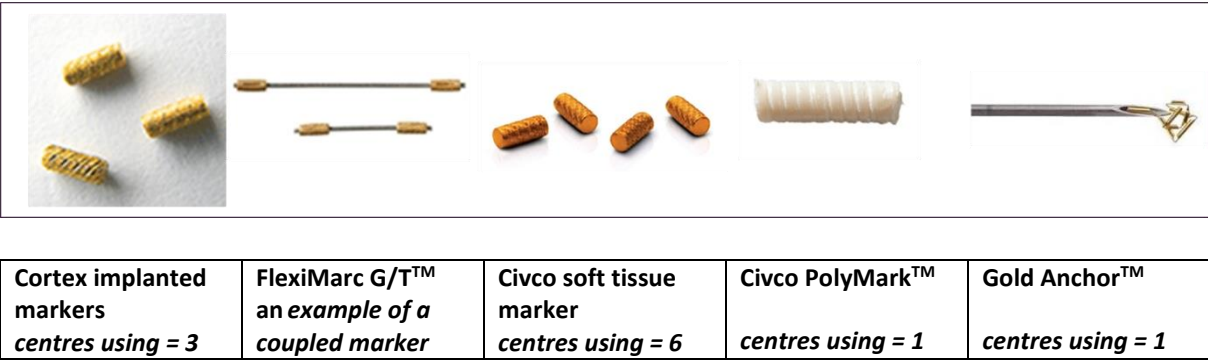 Cortex implanted
markers
centres using = 3
FlexiMarc G/T™
an example of a
coupled marker
Civco soft tissue
marker
centres using = 6
Civco PolyMark™
centres using = 1
Gold Anchor™
centres using = 1